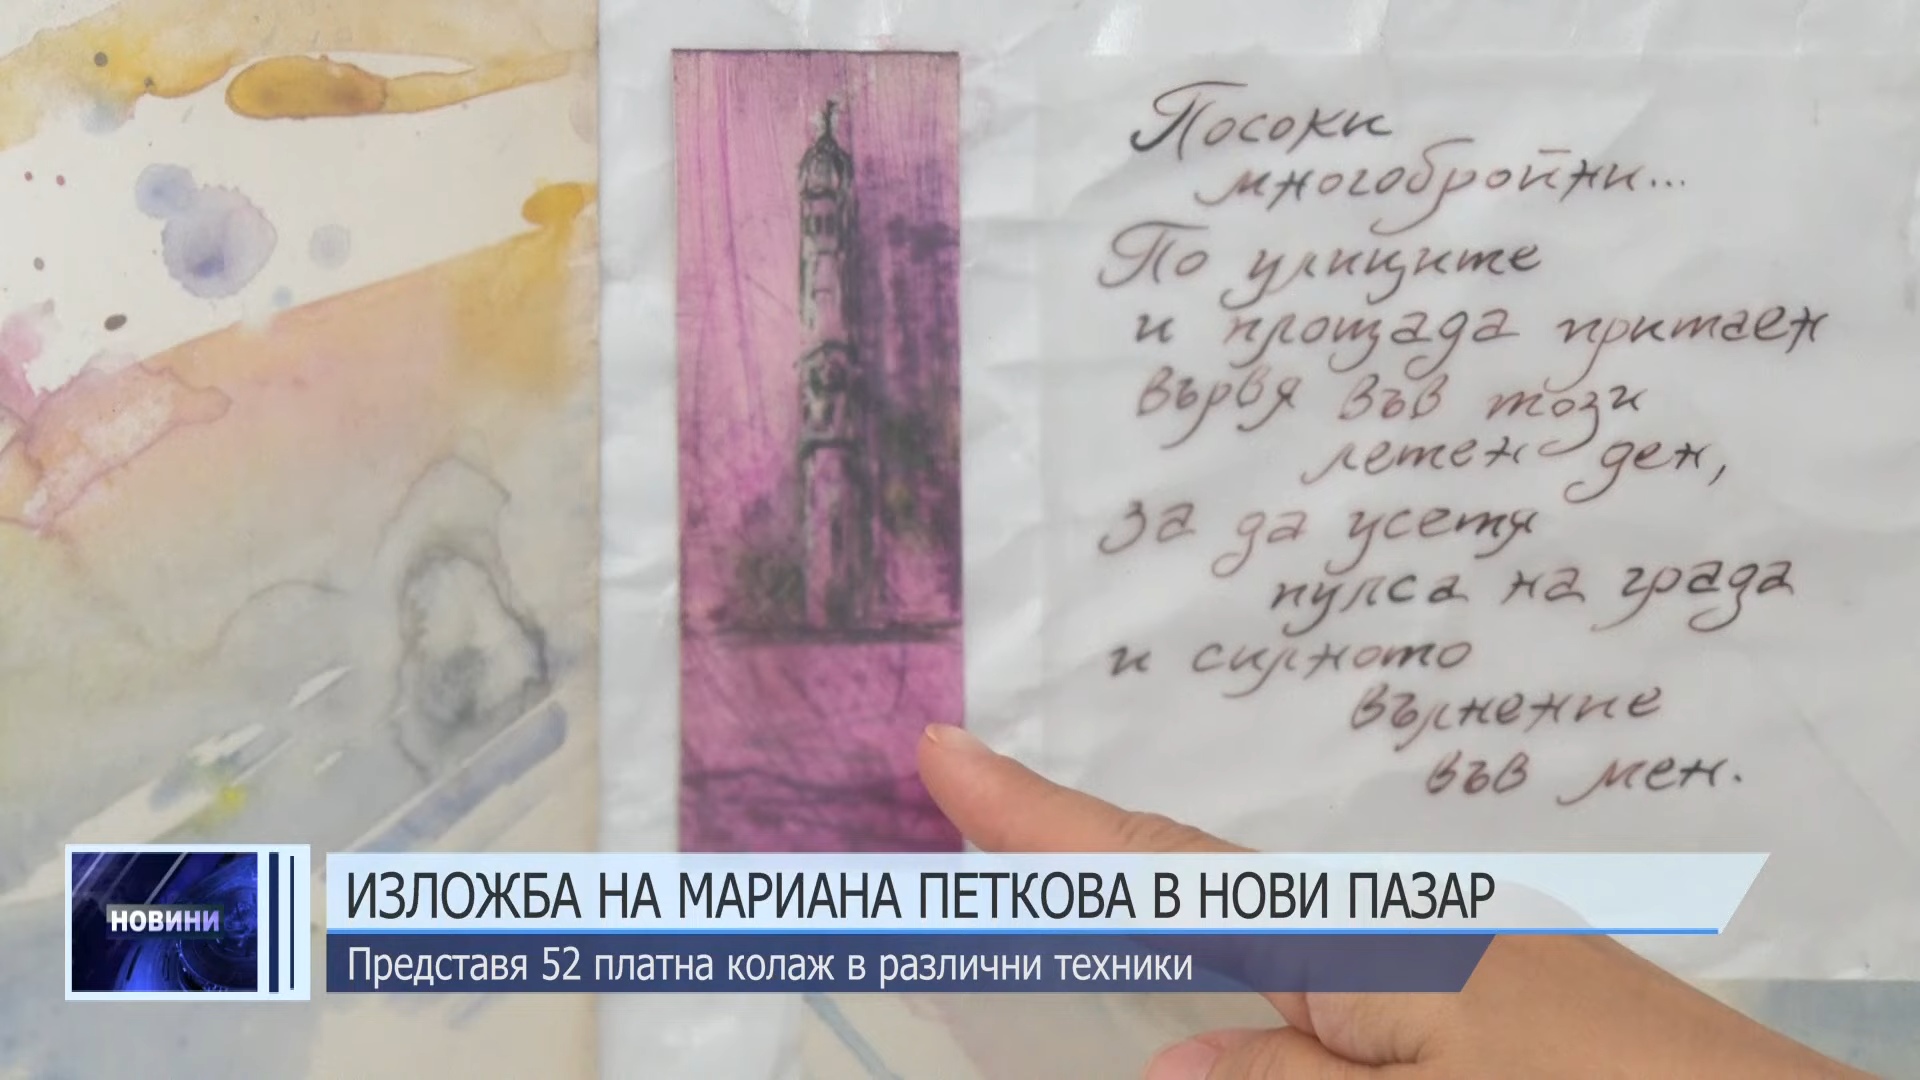 Посоки
многобройни...
По улиците
и площада притаен
вървя във този
летен ден,
за да усетя
пулса на града
и силното
вълнение
във мен.
НОВИНИ
ИЗЛОЖБА НА МАРИАНА ПЕТКОВА В НОВИ ПАЗАР
Представя 52 платна колаж в различни техники